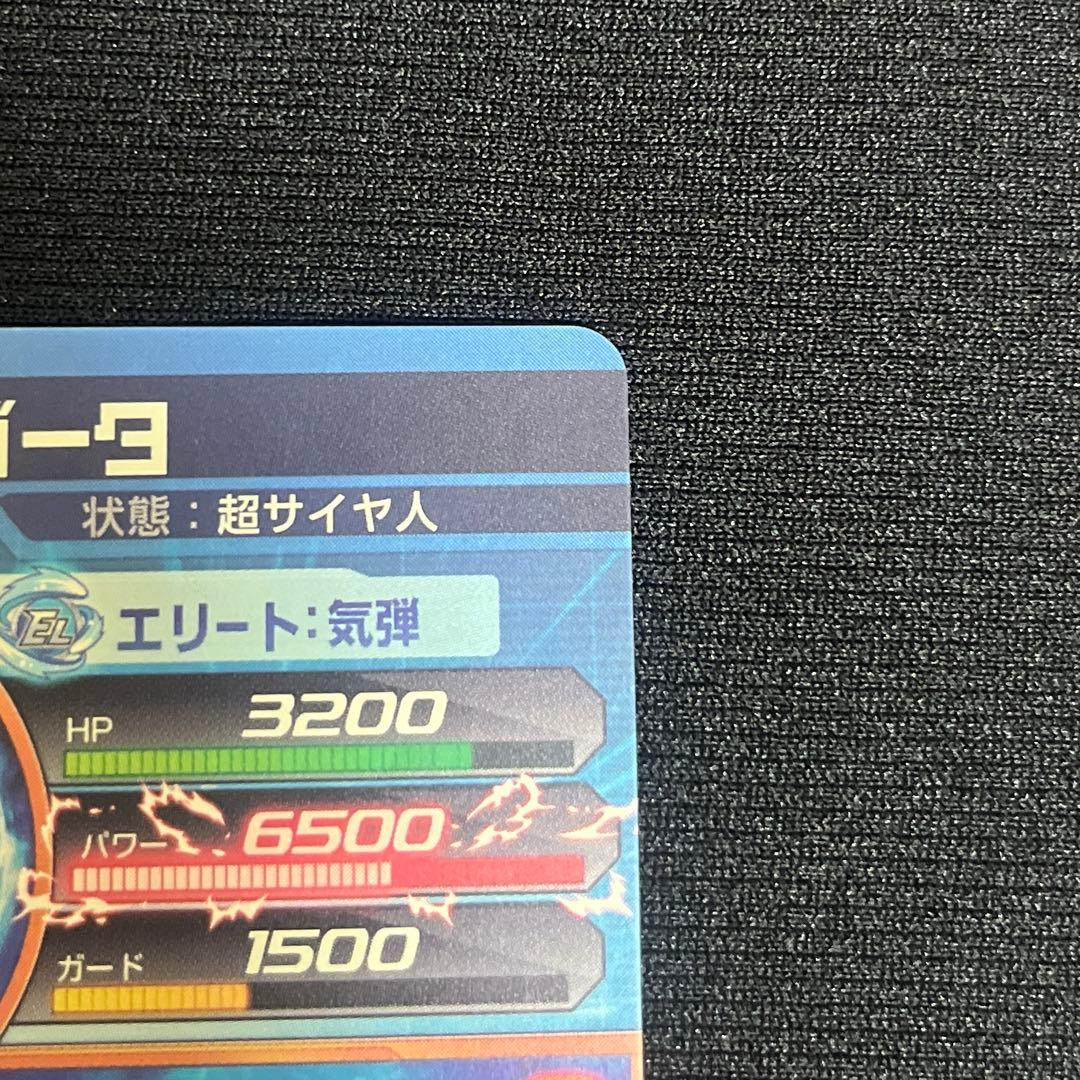 ータ
状態：超サイヤ人
EL エリート：気弾
HP 3200
パワー 6500
ガード 1500